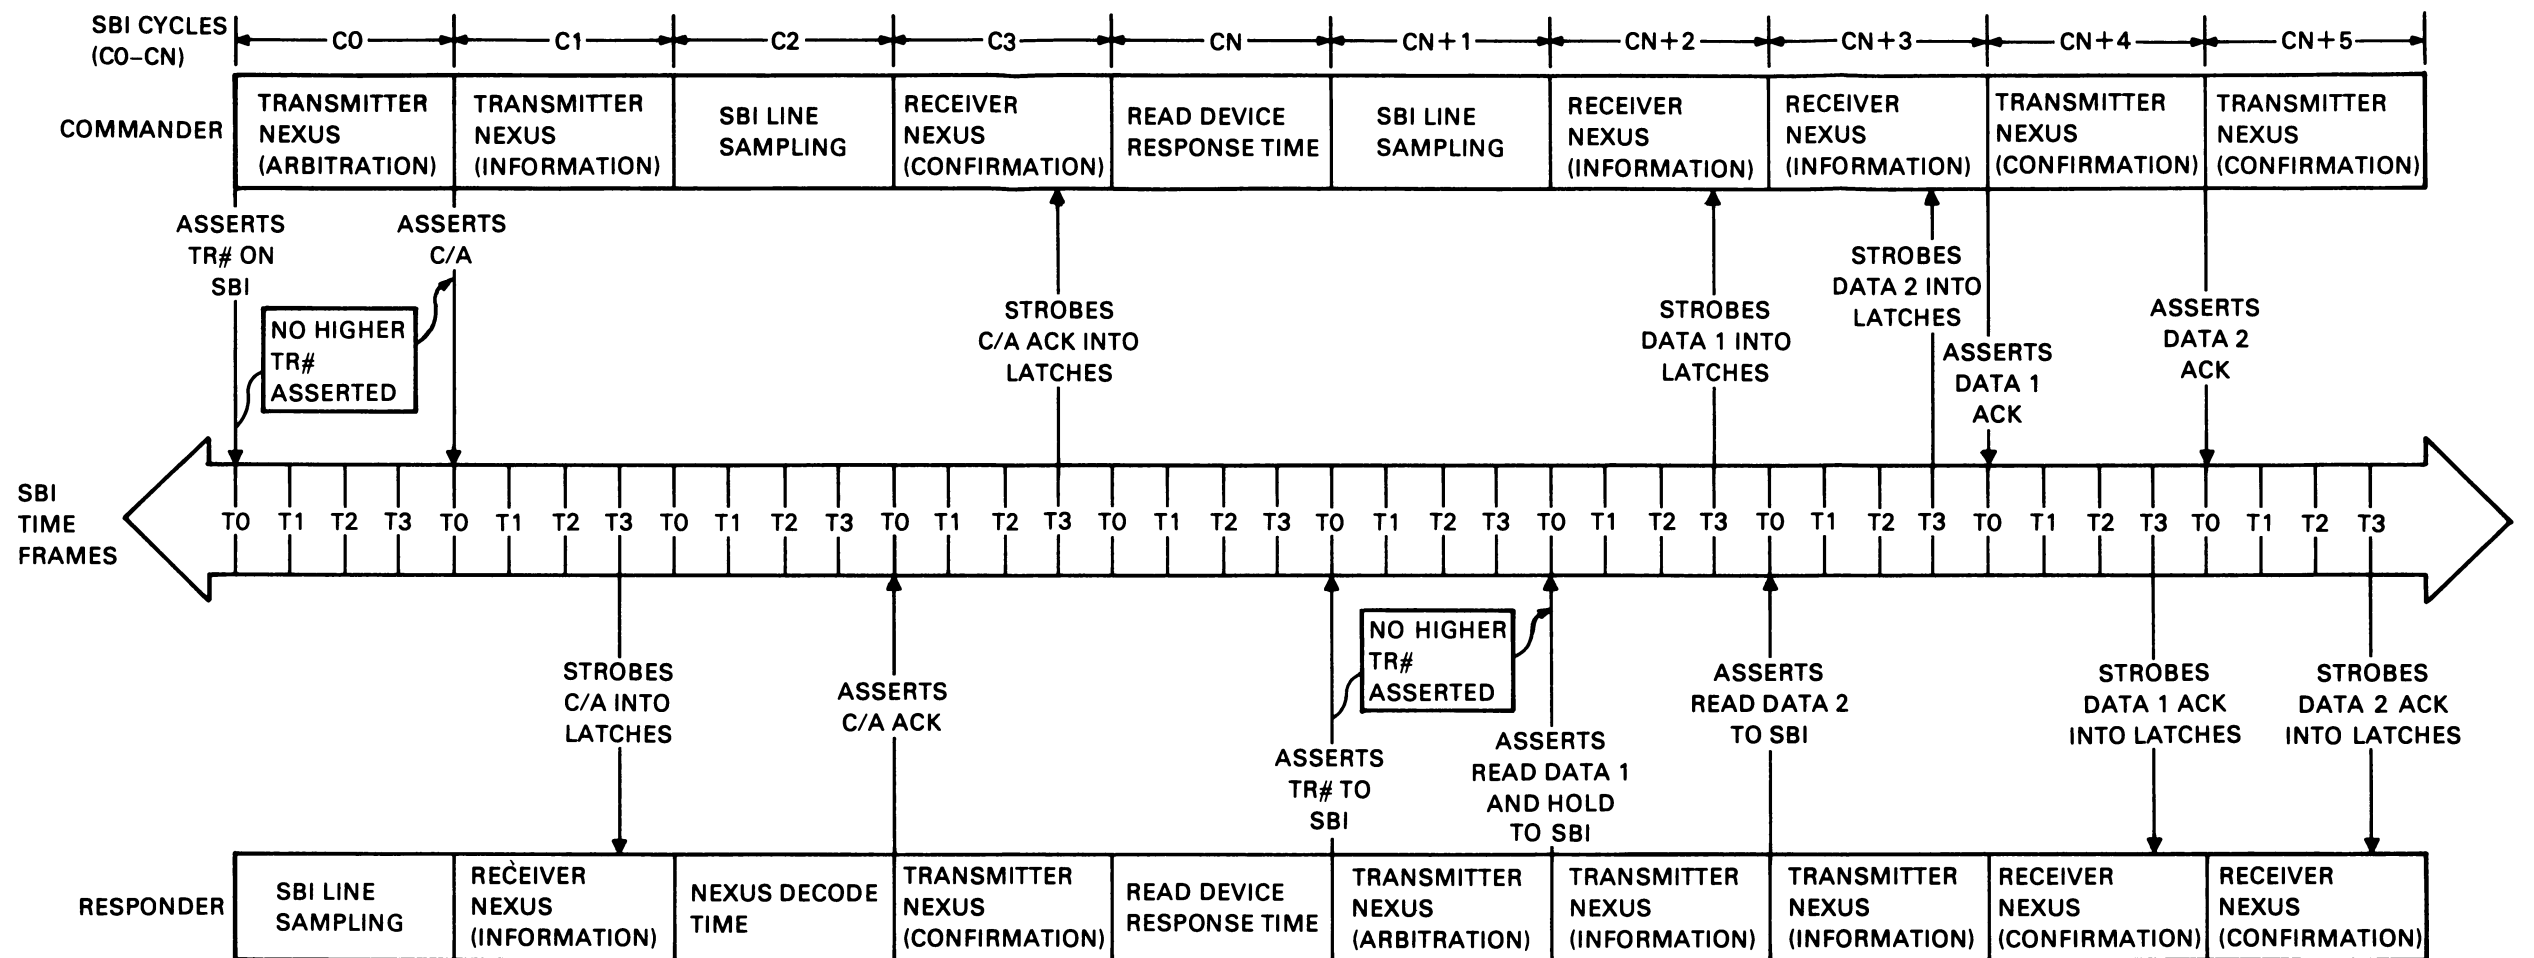 SBI CYCLES
(C0–CN)
C0
C1
C2
C3
CN
CN+1
CN+2
CN+3
CN+4
CN+5
COMMANDER
TRANSMITTER
NEXUS
(ARBITRATION)
TRANSMITTER
NEXUS
(INFORMATION)
SBI LINE
SAMPLING
RECEIVER
NEXUS
(CONFIRMATION)
READ DEVICE
RESPONSE TIME
SBI LINE
SAMPLING
RECEIVER
NEXUS
(INFORMATION)
RECEIVER
NEXUS
(INFORMATION)
TRANSMITTER
NEXUS
(CONFIRMATION)
TRANSMITTER
NEXUS
(CONFIRMATION)
ASSERTS
TR# ON
SBI
NO HIGHER
TR#
ASSERTED
ASSERTS
C/A
STROBES
C/A ACK INTO
LATCHES
STROBES
DATA 1 INTO
LATCHES
STROBES
DATA 2 INTO
LATCHES
ASSERTS
DATA 1
ACK
ASSERTS
DATA 2
ACK
SBI
TIME
FRAMES
T0 T1 T2 T3 T0 T1 T2 T3 T0 T1 T2 T3 T0 T1 T2 T3 T0 T1 T2 T3 T0 T1 T2 T3 T0 T1 T2 T3 T0 T1 T2 T3 T0 T1 T2 T3 T0 T1 T2 T3
STROBES
C/A INTO
LATCHES
ASSERTS
C/A ACK
ASSERTS
TR# TO
SBI
NO HIGHER
TR#
ASSERTED
ASSERTS
READ DATA 1
AND HOLD
TO SBI
ASSERTS
READ DATA 2
TO SBI
STROBES
DATA 1 ACK
INTO LATCHES
STROBES
DATA 2 ACK
INTO LATCHES
RESPONDER
SBI LINE
SAMPLING
RECEIVER
NEXUS
(INFORMATION)
NEXUS DECODE
TIME
TRANSMITTER
NEXUS
(CONFIRMATION)
READ DEVICE
RESPONSE TIME
TRANSMITTER
NEXUS
(ARBITRATION)
TRANSMITTER
NEXUS
(INFORMATION)
TRANSMITTER
NEXUS
(INFORMATION)
RECEIVER
NEXUS
(CONFIRMATION)
RECEIVER
NEXUS
(CONFIRMATION)